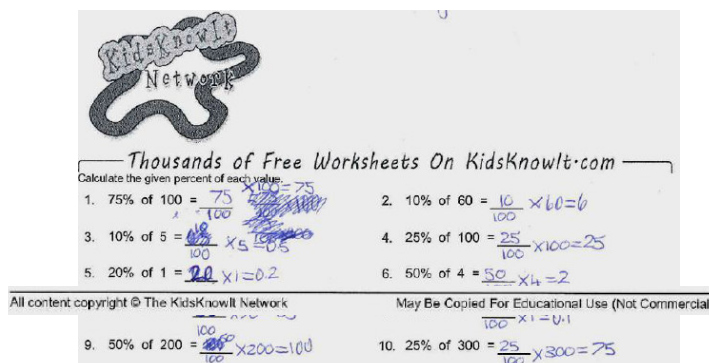 KidsKnowIt
Network
Thousands of Free Worksheets On KidsKnowIt.com
Calculate the given percent of each value.
1. 75% of 100 = 75/100 ×100=75
2. 10% of 60 = 10/100 ×60=6
3. 10% of 5 = 10/100 ×5=0.5
4. 25% of 100 = 25/100 ×100=25
5. 20% of 1 = 20 ×1=0.2
6. 50% of 4 = 50 ×4=2
All content copyright © The KidsKnowIt Network
May Be Copied For Educational Use (Not Commercial
100
100 ×1=0.1
9. 50% of 200 = 50/100 ×200=100
10. 25% of 300 = 25/100 ×300=75